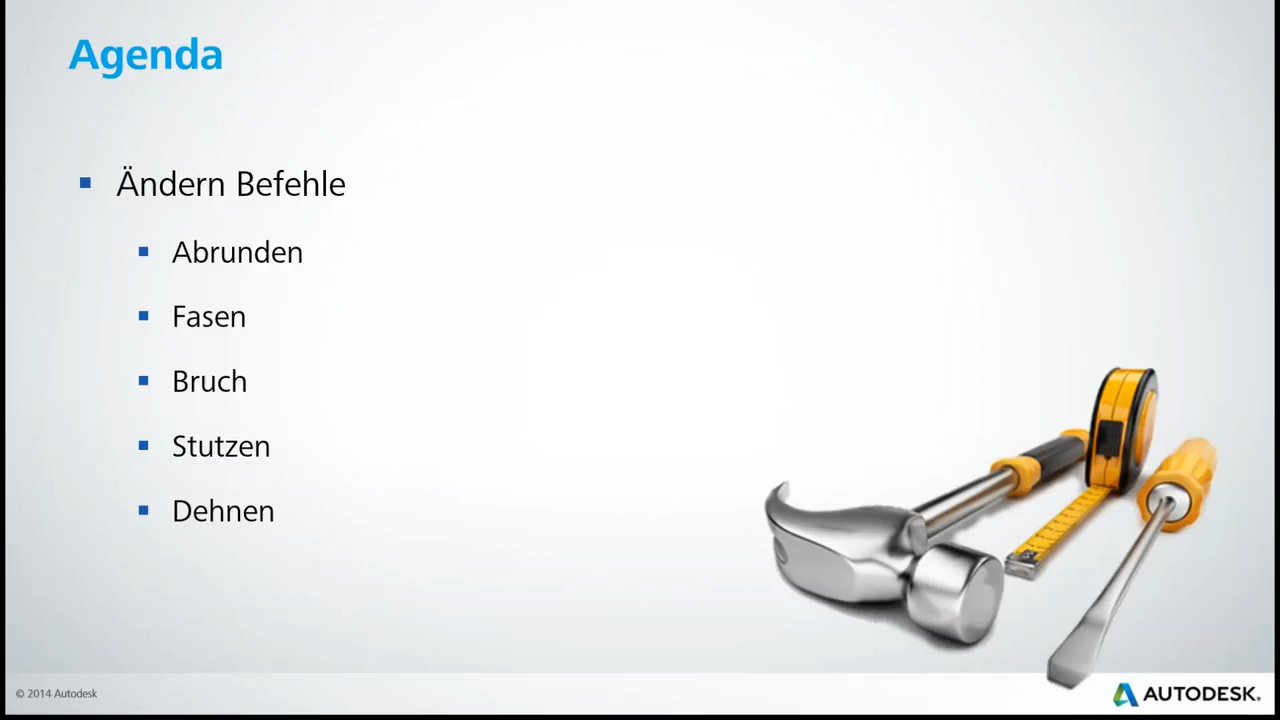 Agenda
Ändern Befehle
Abrunden
Fasen
Bruch
Stutzen
Dehnen
© 2014 Autodesk
AUTODESK.